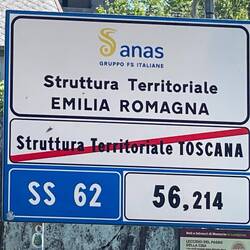 anas
GRUPPO FS ITALIANE
Struttura Territoriale
EMILIA ROMAGNA
Struttura Territoriale TOSCANA
SS 62
56,214